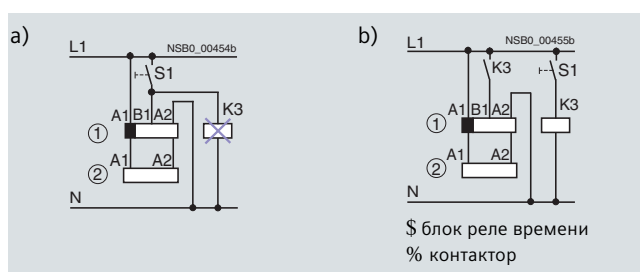 a)
L1
NSB0_00454b
S1
A1 B1 A2
K3
①
A1 A2
②
N
b)
L1
NSB0_00455b
K3
S1
A1 B1 A2
K3
①
A1 A2
②
N
$ блок реле времени
% контактор